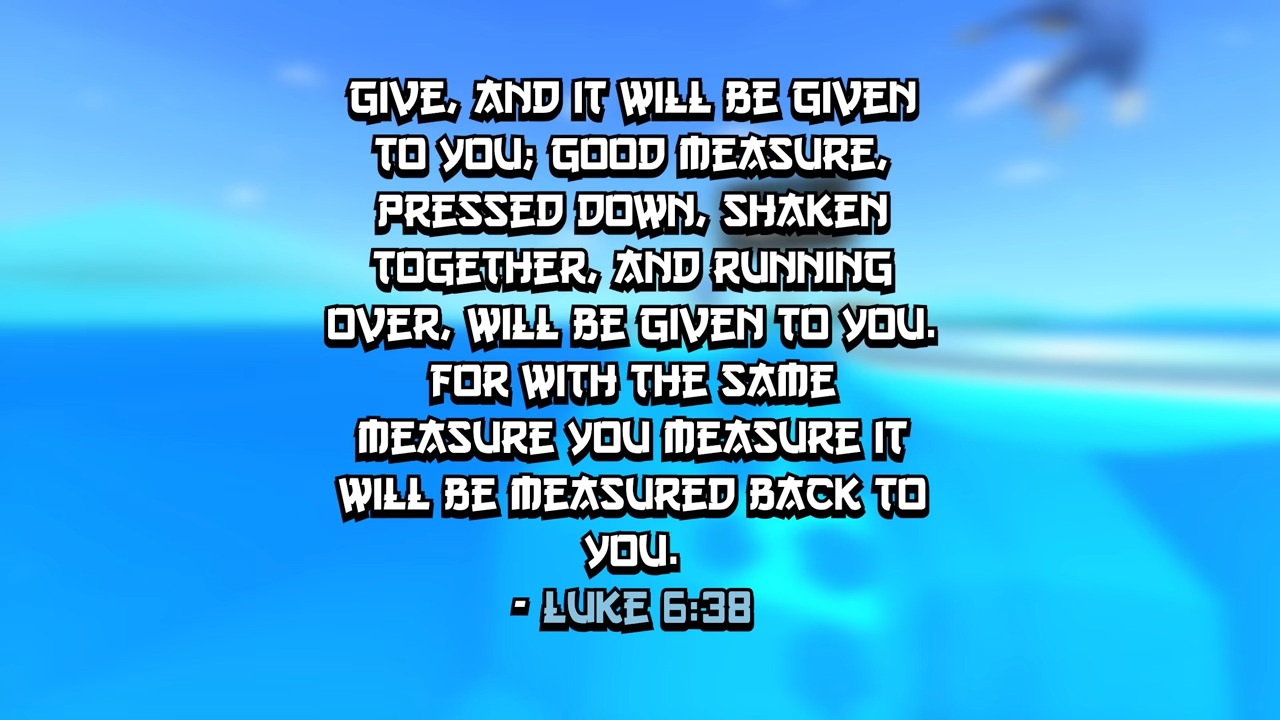 GIVE, AND IT WILL BE GIVEN
TO YOU; GOOD MEASURE,
PRESSED DOWN, SHAKEN
TOGETHER, AND RUNNING
OVER, WILL BE GIVEN TO YOU.
FOR WITH THE SAME
MEASURE YOU MEASURE IT
WILL BE MEASURED BACK TO
YOU.
- LUKE 6:38